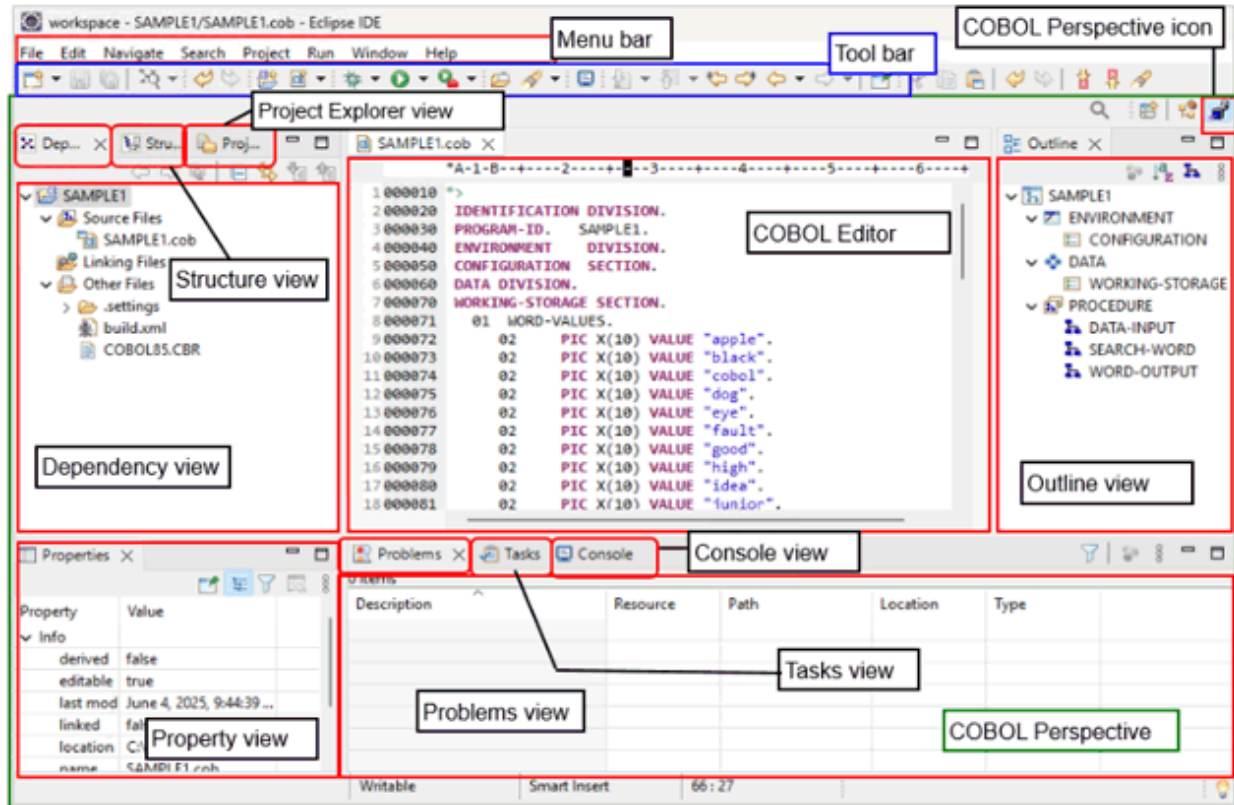 workspace - SAMPLE1/SAMPLE1.cob - Eclipse IDE
COBOL Perspective icon
File Edit Navigate Search Project Run Window Help
Menu bar
Tool bar
Project Explorer view
Dep... Stru... Proj...
SAMPLE1.cob
Outline
*A-1-B--+----2----+- --3----+----4----+----5----+----6----+
SAMPLE1
Source Files
SAMPLE1.cob
Linking Files
Other Files
.settings
build.xml
COBOL85.CBR
Structure view
Dependency view
1 000010 *>
2 000020 IDENTIFICATION DIVISION.
3 000030 PROGRAM-ID. SAMPLE1.
4 000040 ENVIRONMENT DIVISION.
5 000050 CONFIGURATION SECTION.
6 000060 DATA DIVISION.
7 000070 WORKING-STORAGE SECTION.
8 000071 01 WORD-VALUES.
9 000072 02 PIC X(10) VALUE "apple".
10 000073 02 PIC X(10) VALUE "black".
11 000074 02 PIC X(10) VALUE "cobol".
12 000075 02 PIC X(10) VALUE "dog".
13 000076 02 PIC X(10) VALUE "eye".
14 000077 02 PIC X(10) VALUE "fault".
15 000078 02 PIC X(10) VALUE "good".
16 000079 02 PIC X(10) VALUE "high".
17 000080 02 PIC X(10) VALUE "idea".
18 000081 02 PIC X(10) VALUE "junior".
COBOL Editor
SAMPLE1
ENVIRONMENT
CONFIGURATION
DATA
WORKING-STORAGE
PROCEDURE
DATA-INPUT
SEARCH-WORD
WORD-OUTPUT
Outline view
Properties
Property Value
Info
derived false
editable true
last mod June 4, 2025, 9:44:39 ...
linked
location
name SAMPLE1.cob
Property view
Problems Tasks Console
Console view
0 items
Description Resource Path Location Type
Tasks view
Problems view
COBOL Perspective
Writable Smart Insert 66 : 27